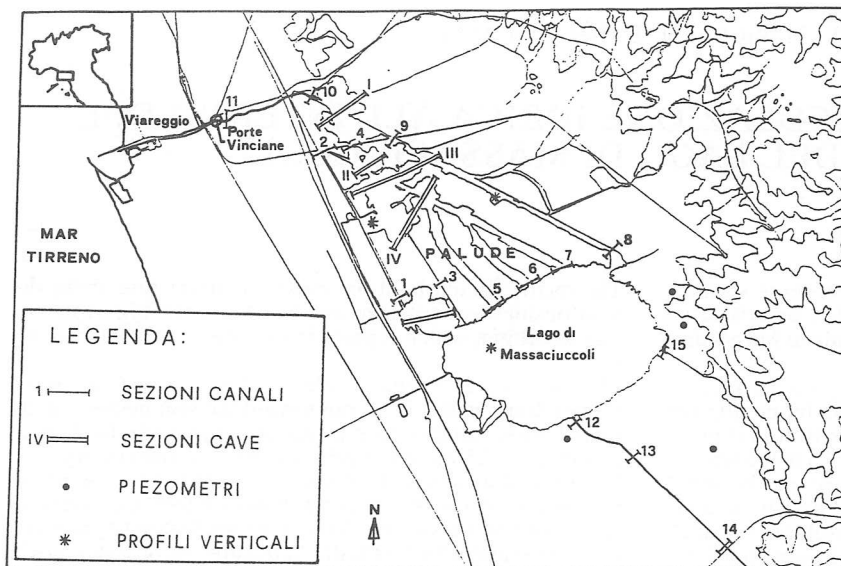 10
I
11
Viareggio
Porte
Vinciane
2
4
9
II
III
MAR
TIRRENO
IV
PALUDE
8
7
6
5
3
1
Lago di
Massaciuccoli
15
12
13
14
N
LEGENDA:
1 SEZIONI CANALI
IV SEZIONI CAVE
PIEZOMETRI
PROFILI VERTICALI